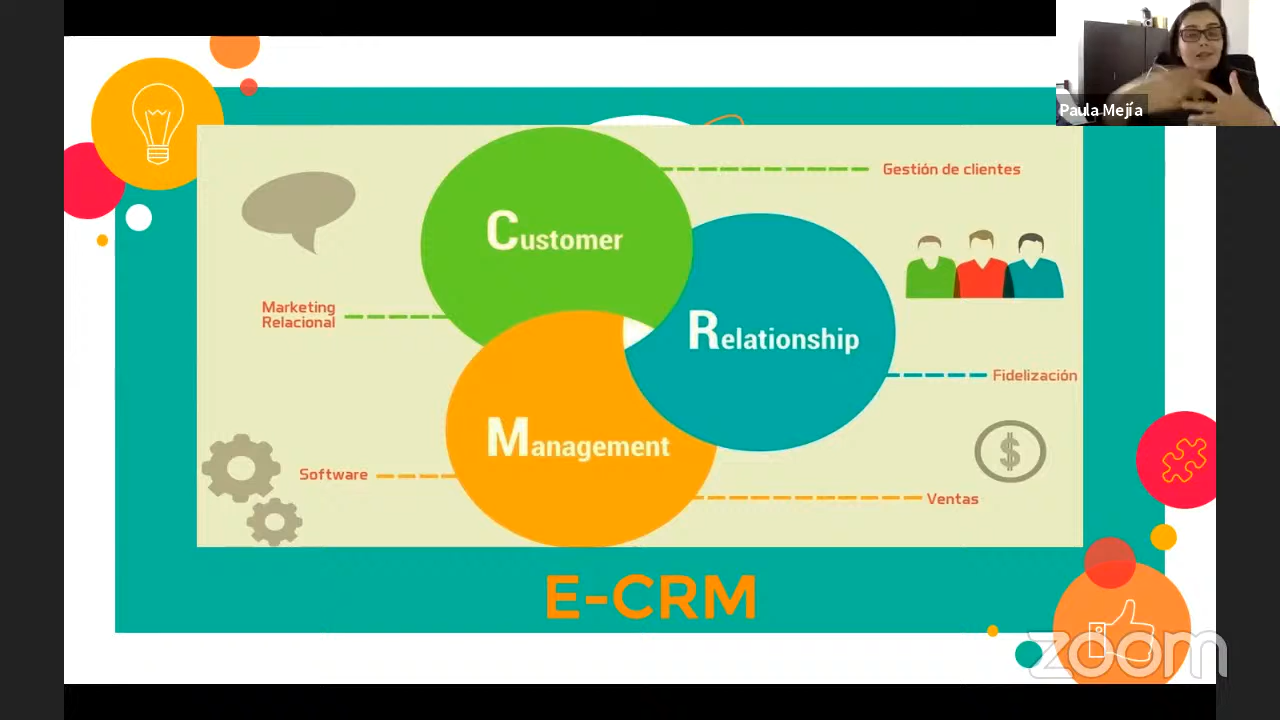 Paula Mejía
Customer
Gestión de clientes
Marketing
Relacional
Relationship
Fidelización
Management
Software
Ventas
$
E-CRM
zoom